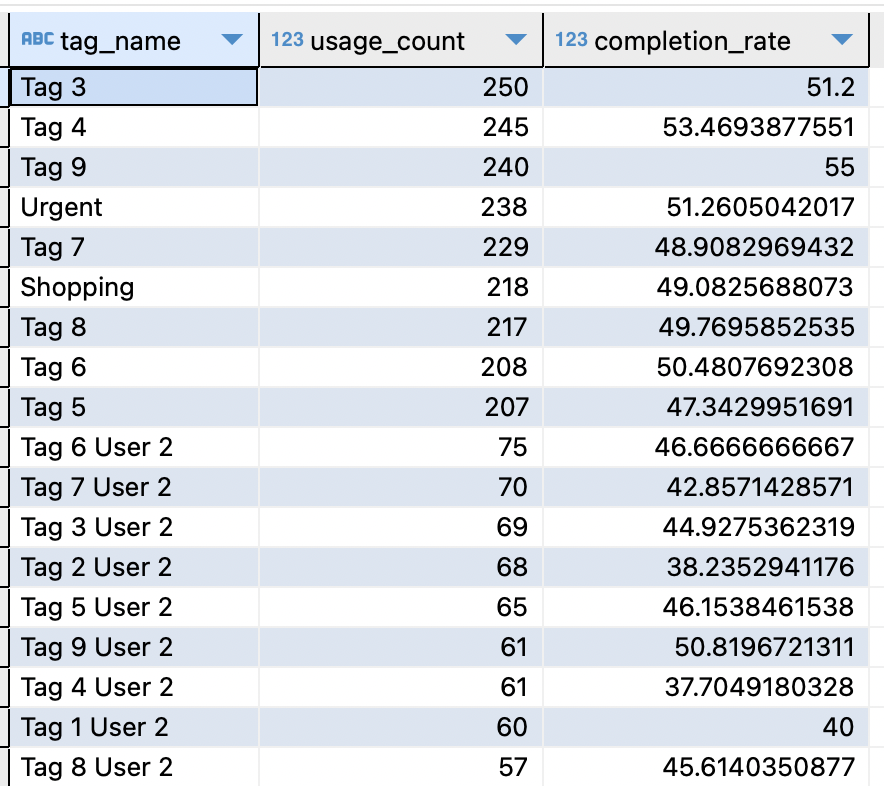 ABC tag_name 123 usage_count 123 completion_rate
Tag 3 250 51.2
Tag 4 245 53.4693877551
Tag 9 240 55
Urgent 238 51.2605042017
Tag 7 229 48.9082969432
Shopping 218 49.0825688073
Tag 8 217 49.7695852535
Tag 6 208 50.4807692308
Tag 5 207 47.3429951691
Tag 6 User 2 75 46.6666666667
Tag 7 User 2 70 42.8571428571
Tag 3 User 2 69 44.9275362319
Tag 2 User 2 68 38.2352941176
Tag 5 User 2 65 46.1538461538
Tag 9 User 2 61 50.8196721311
Tag 4 User 2 61 37.7049180328
Tag 1 User 2 60 40
Tag 8 User 2 57 45.6140350877